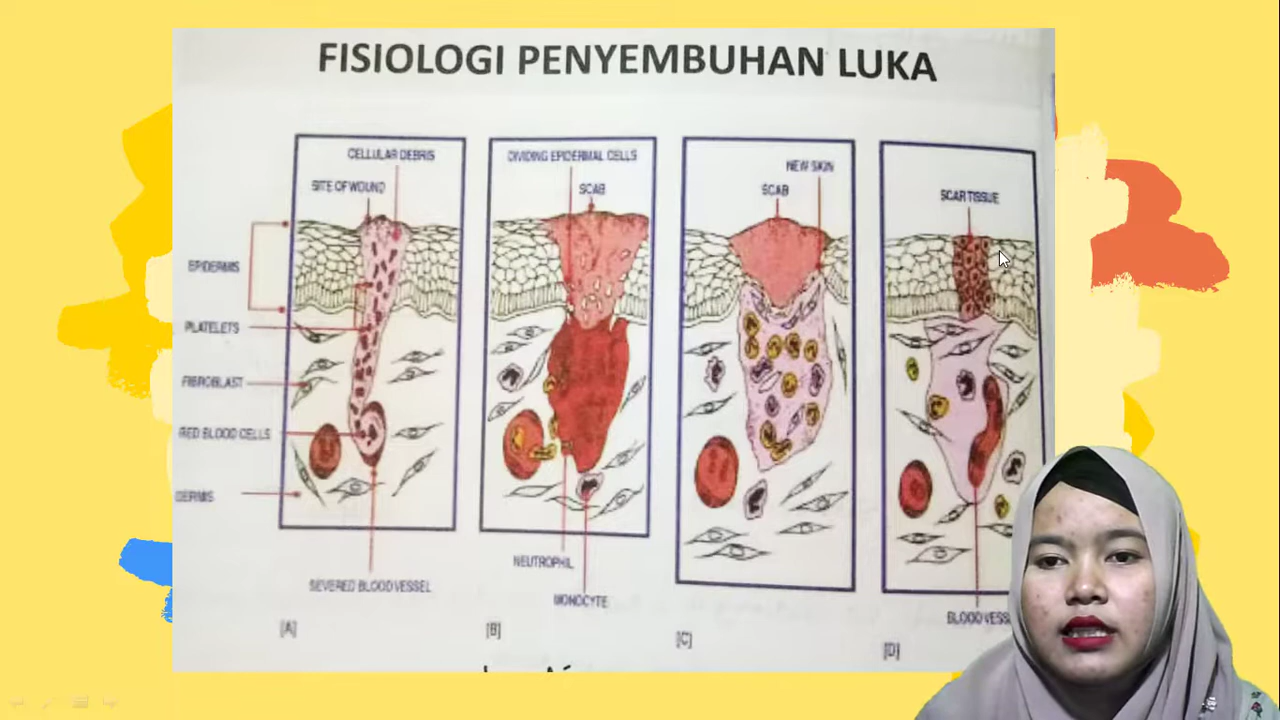 FISIOLOGI PENYEMBUHAN LUKA
CELLULAR DEBRIS
SITE OF WOUND
EPIDERMIS
PLATELETS
FIBROBLAST
RED BLOOD CELLS
DERMIS
SEVERED BLOOD VESSEL
[A]
DIVIDING EPIDERMAL CELLS
SCAB
NEUTROPHIL
MONOCYTE
[B]
NEW SKIN
SCAB
[C]
SCAR TISSUE
BLOOD VESS
[D]